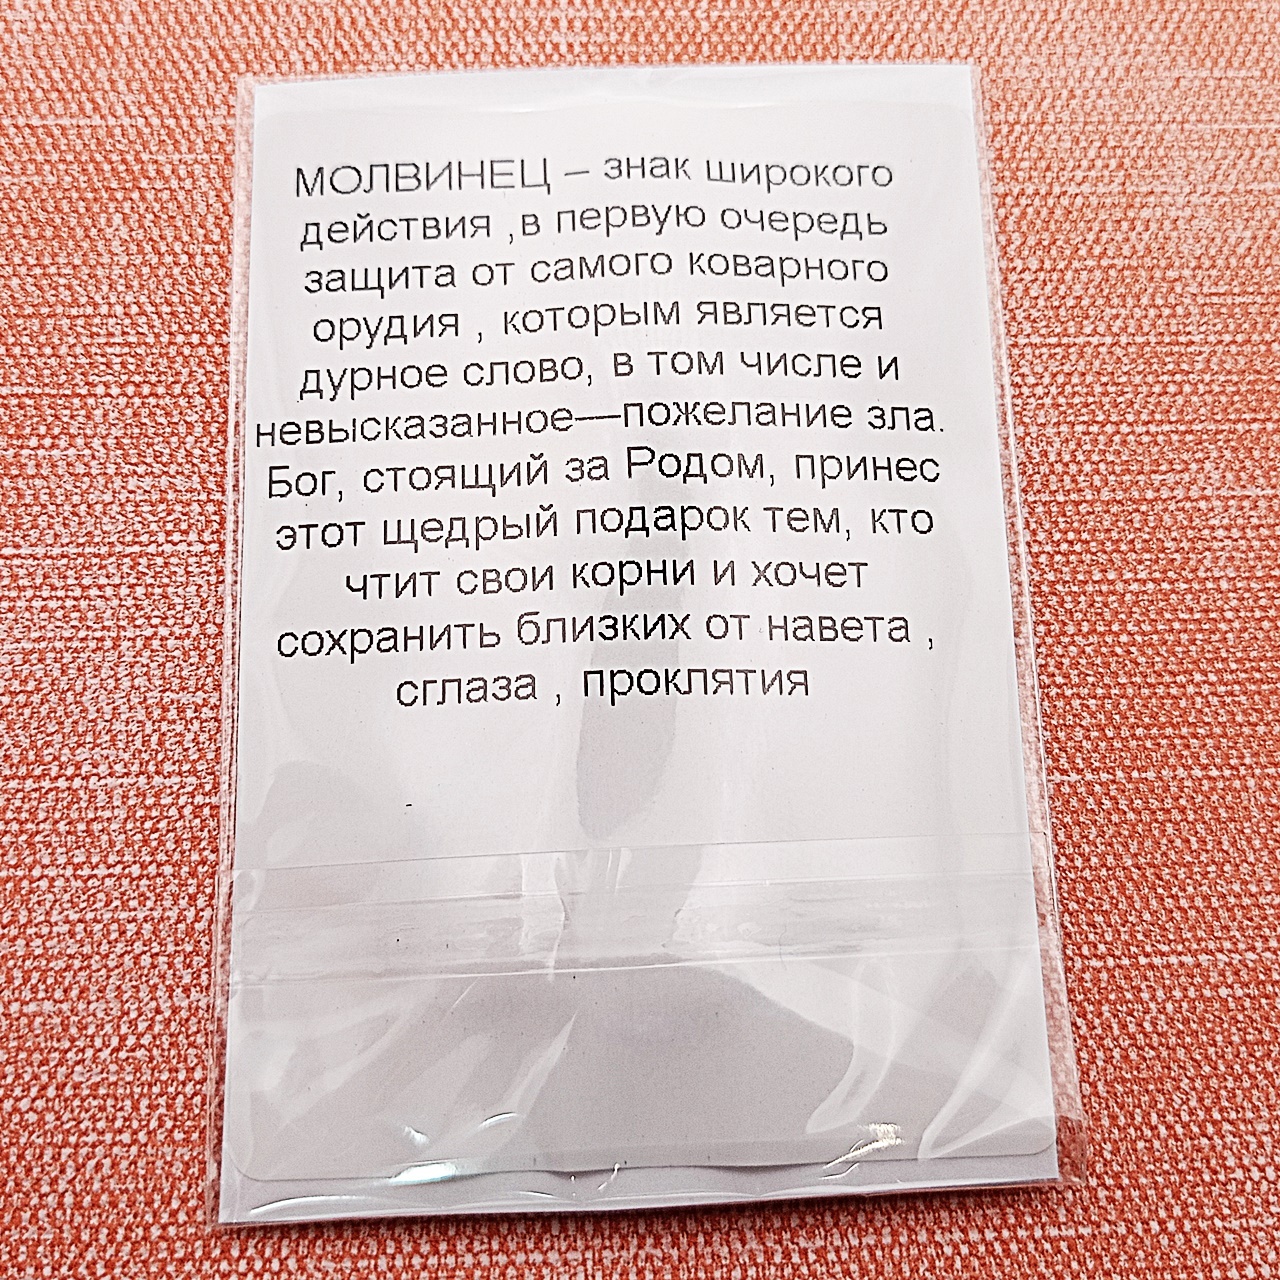 МОЛВИНЕЦ – знак широкого
действия ,в первую очередь
защита от самого коварного
орудия , которым является
дурное слово, в том числе и
невысказанное—пожелание зла.
Бог, стоящий за Родом, принес
этот щедрый подарок тем, кто
чтит свои корни и хочет
сохранить близких от навета ,
сглаза , проклятия